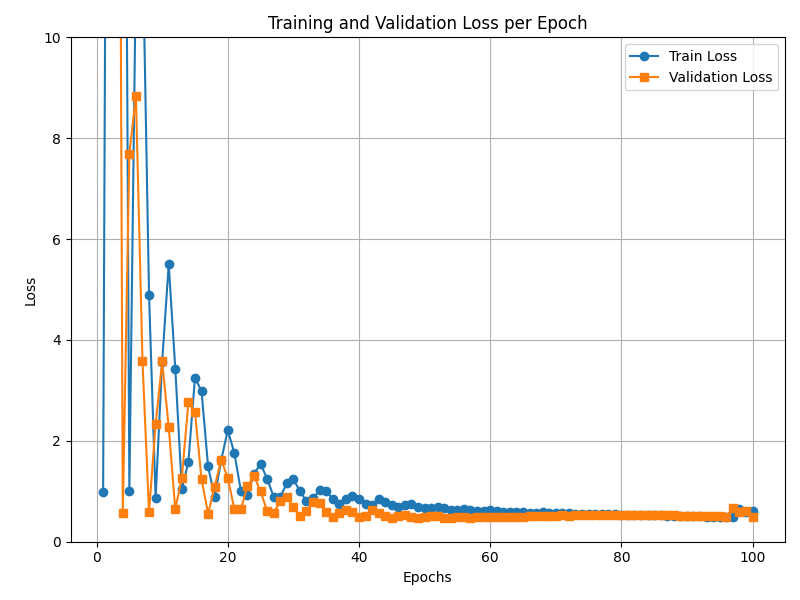 Training and Validation Loss per Epoch
Train Loss
Validation Loss
10
8
6
4
2
0
Loss
0 20 40 60 80 100
Epochs